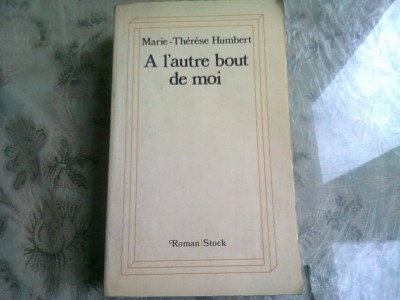 Marie-Thérèse Humbert
A l'autre bout
de moi
Roman/Stock